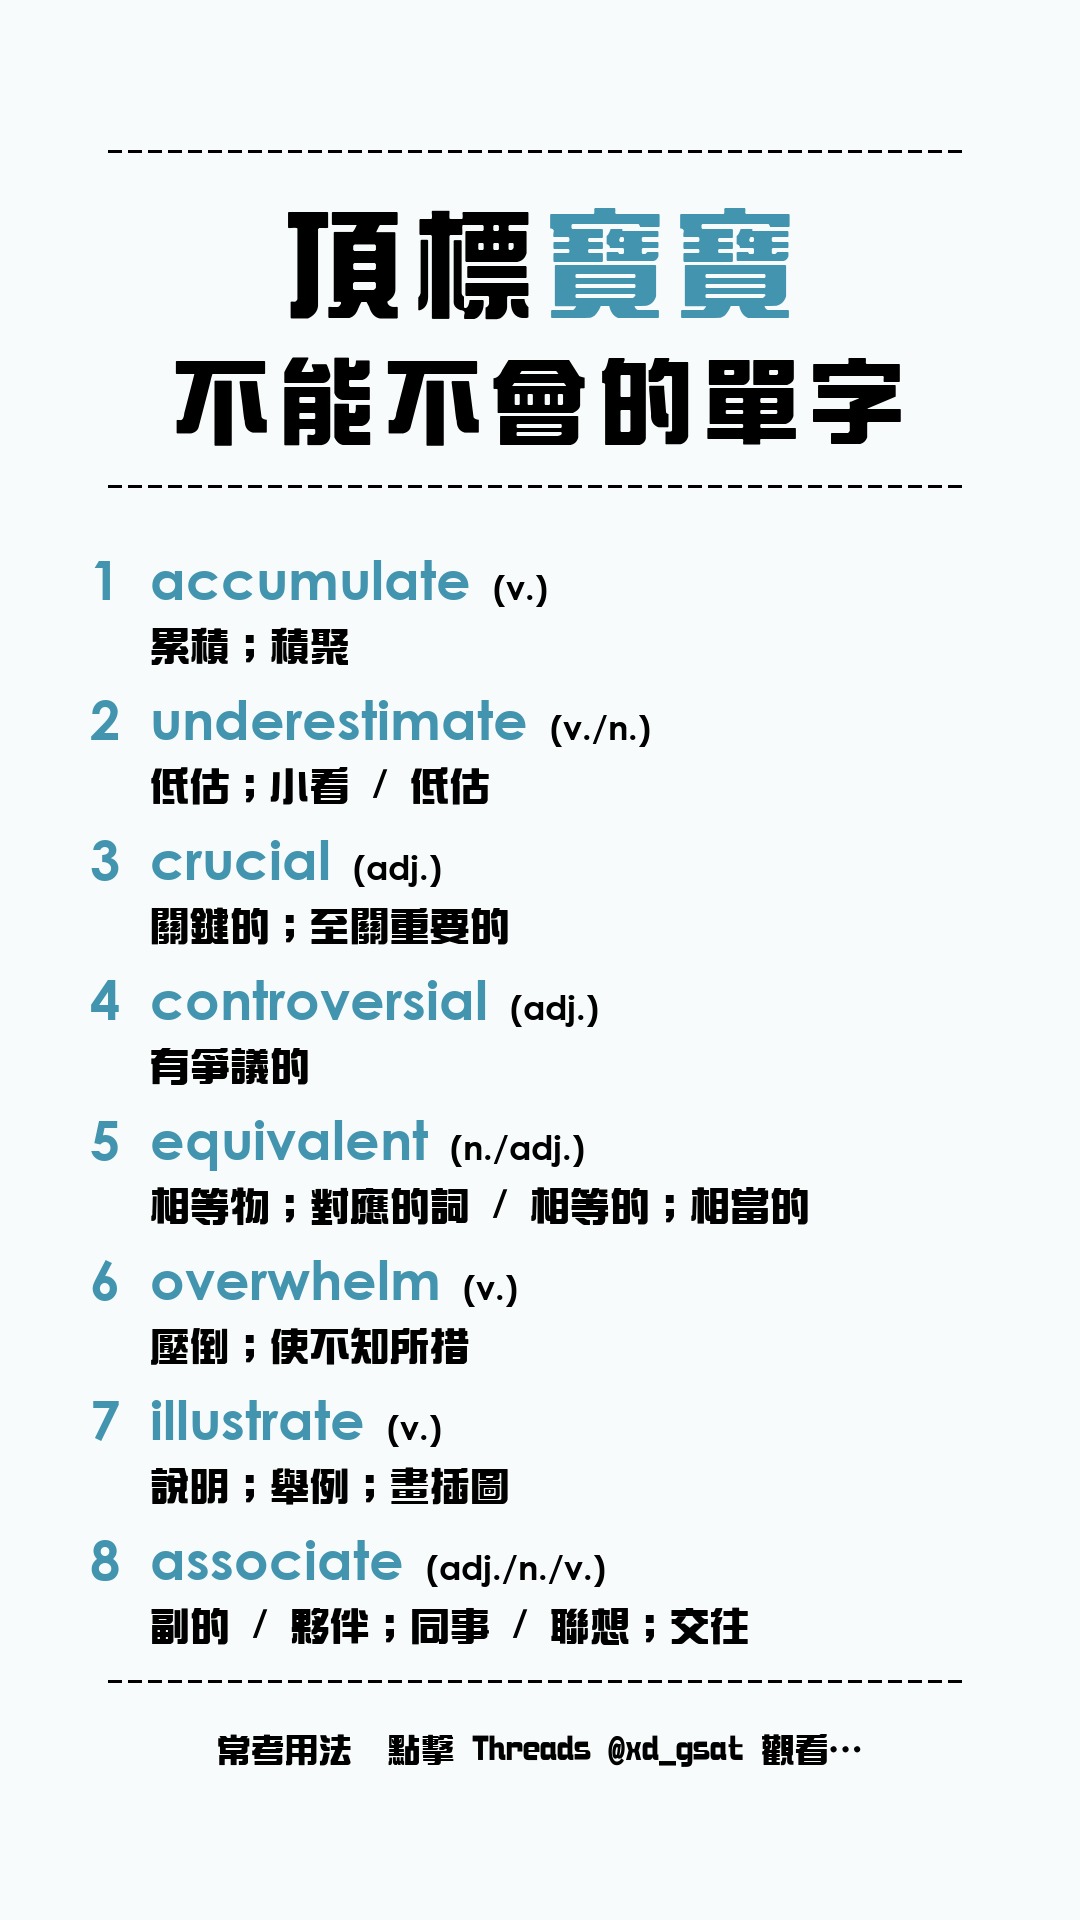 頂標寶寶
不能不會的單字
1 accumulate (v.)
累積；積聚
2 underestimate (v./n.)
低估；小看 / 低估
3 crucial (adj.)
關鍵的；至關重要的
4 controversial (adj.)
有爭議的
5 equivalent (n./adj.)
相等物；對應的詞 / 相等的；相當的
6 overwhelm (v.)
壓倒；使不知所措
7 illustrate (v.)
說明；舉例；畫插圖
8 associate (adj./n./v.)
副的 / 夥伴；同事 / 聯想；交往
常考用法 點擊 Threads @xd_gsat 觀看…